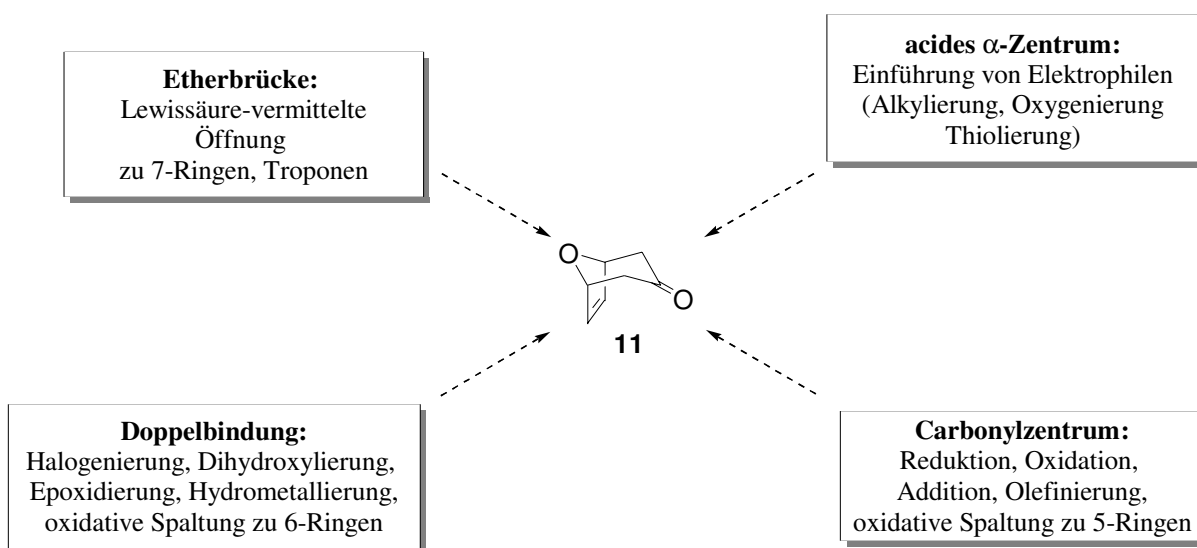 Etherbrücke:
Lewissäure-vermittelte
Öffnung
zu 7-Ringen, Troponen
acides α-Zentrum:
Einführung von Elektrophilen
(Alkylierung, Oxygenierung
Thiolierung)
O
O
11
Doppelbindung:
Halogenierung, Dihydroxylierung,
Epoxidierung, Hydrometallierung,
oxidative Spaltung zu 6-Ringen
Carbonylzentrum:
Reduktion, Oxidation,
Addition, Olefinierung,
oxidative Spaltung zu 5-Ringen